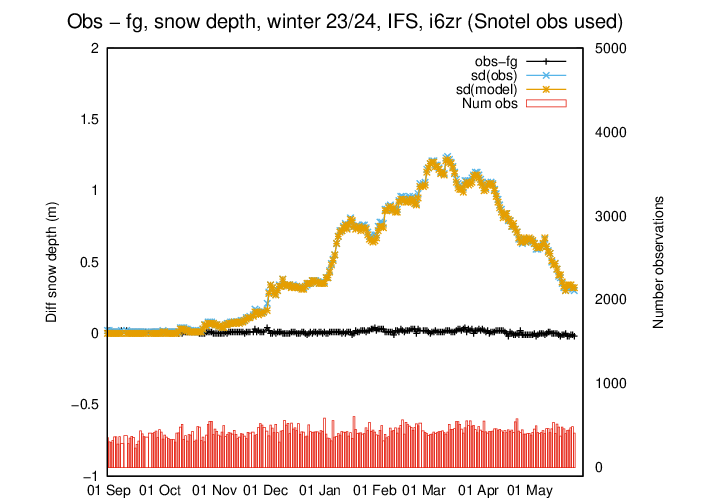 Obs – fg, snow depth, winter 23/24, IFS, i6zr (Snotel obs used)
2
1.5
1
0.5
0
−0.5
−1
Diff snow depth (m)
obs−fg
sd(obs)
sd(model)
Num obs
5000
4000
3000
2000
1000
0
Number observations
01 Sep 01 Oct 01 Nov 01 Dec 01 Jan 01 Feb 01 Mar 01 Apr 01 May